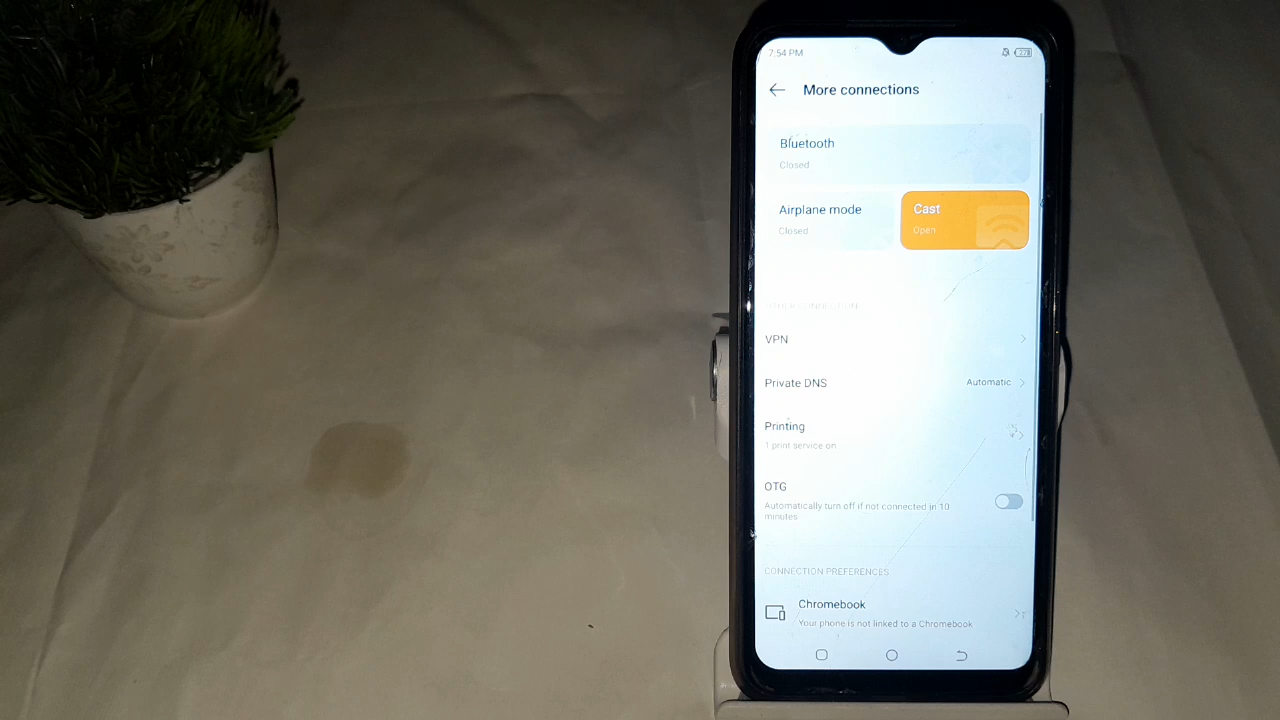 7:54 PM
More connections
Bluetooth
Closed
Airplane mode
Closed
Cast
Open
OTHER CONNECTION
VPN
Private DNS
Automatic
Printing
1 print service on
OTG
Automatically turn off if not connected in 10
minutes
CONNECTION PREFERENCES
Chromebook
Your phone is not linked to a Chromebook